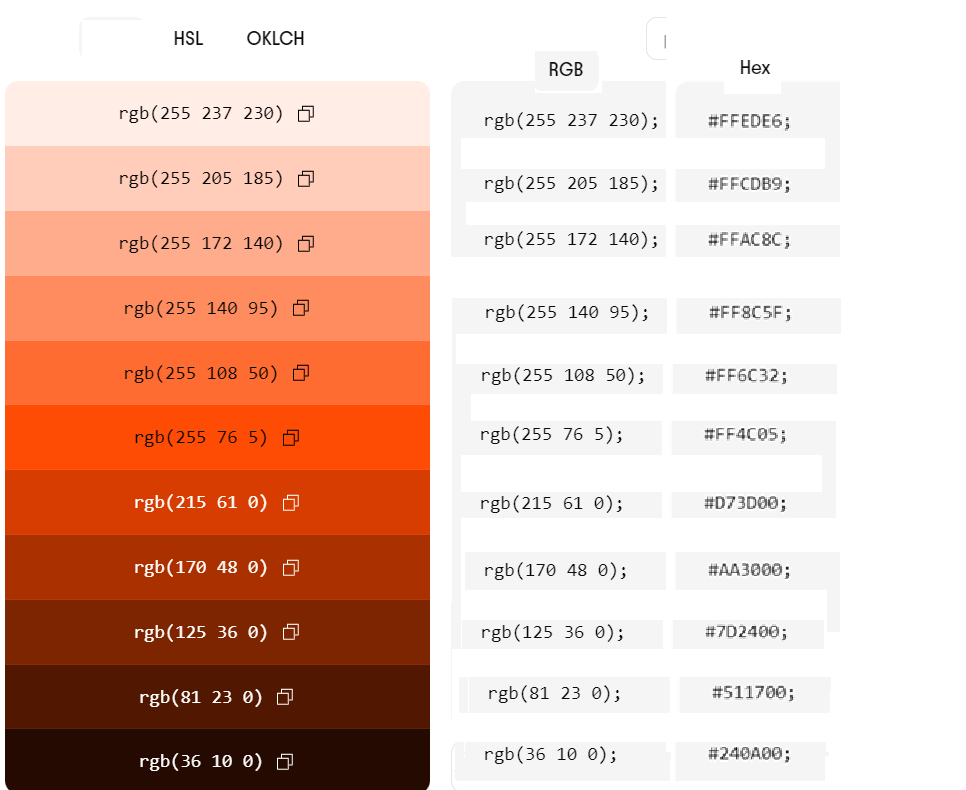 HSL OKLCH
RGB Hex
rgb(255 237 230) rgb(255 237 230); #FFEDE6;
rgb(255 205 185) rgb(255 205 185); #FFCDB9;
rgb(255 172 140) rgb(255 172 140); #FFAC8C;
rgb(255 140 95) rgb(255 140 95); #FF8C5F;
rgb(255 108 50) rgb(255 108 50); #FF6C32;
rgb(255 76 5) rgb(255 76 5); #FF4C05;
rgb(215 61 0) rgb(215 61 0); #D73D00;
rgb(170 48 0) rgb(170 48 0); #AA3000;
rgb(125 36 0) rgb(125 36 0); #7D2400;
rgb(81 23 0) rgb(81 23 0); #511700;
rgb(36 10 0) rgb(36 10 0); #240A00;